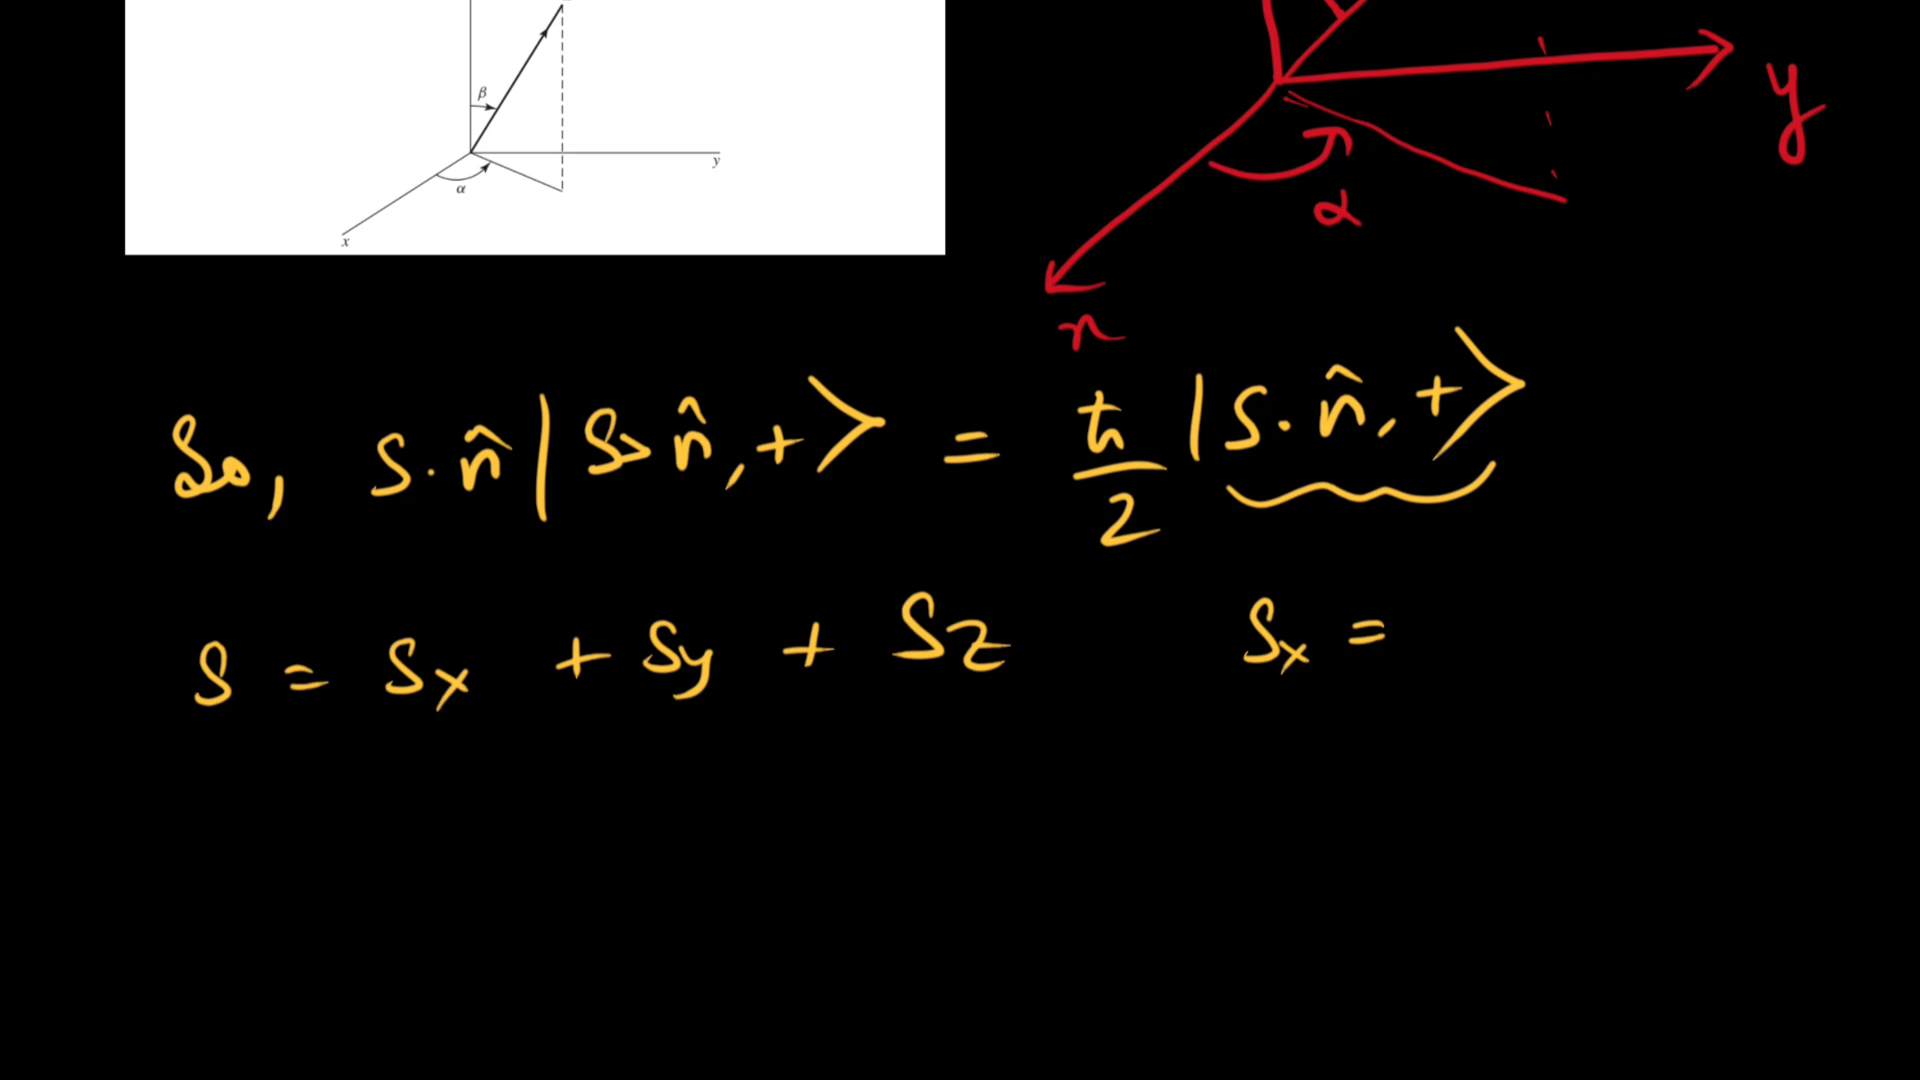 β
y
α
x
y
α
x
So, S · n̂ | S · n̂, + > = ħ/2 | S · n̂, + >
S = Sx + Sy + Sz
Sx =